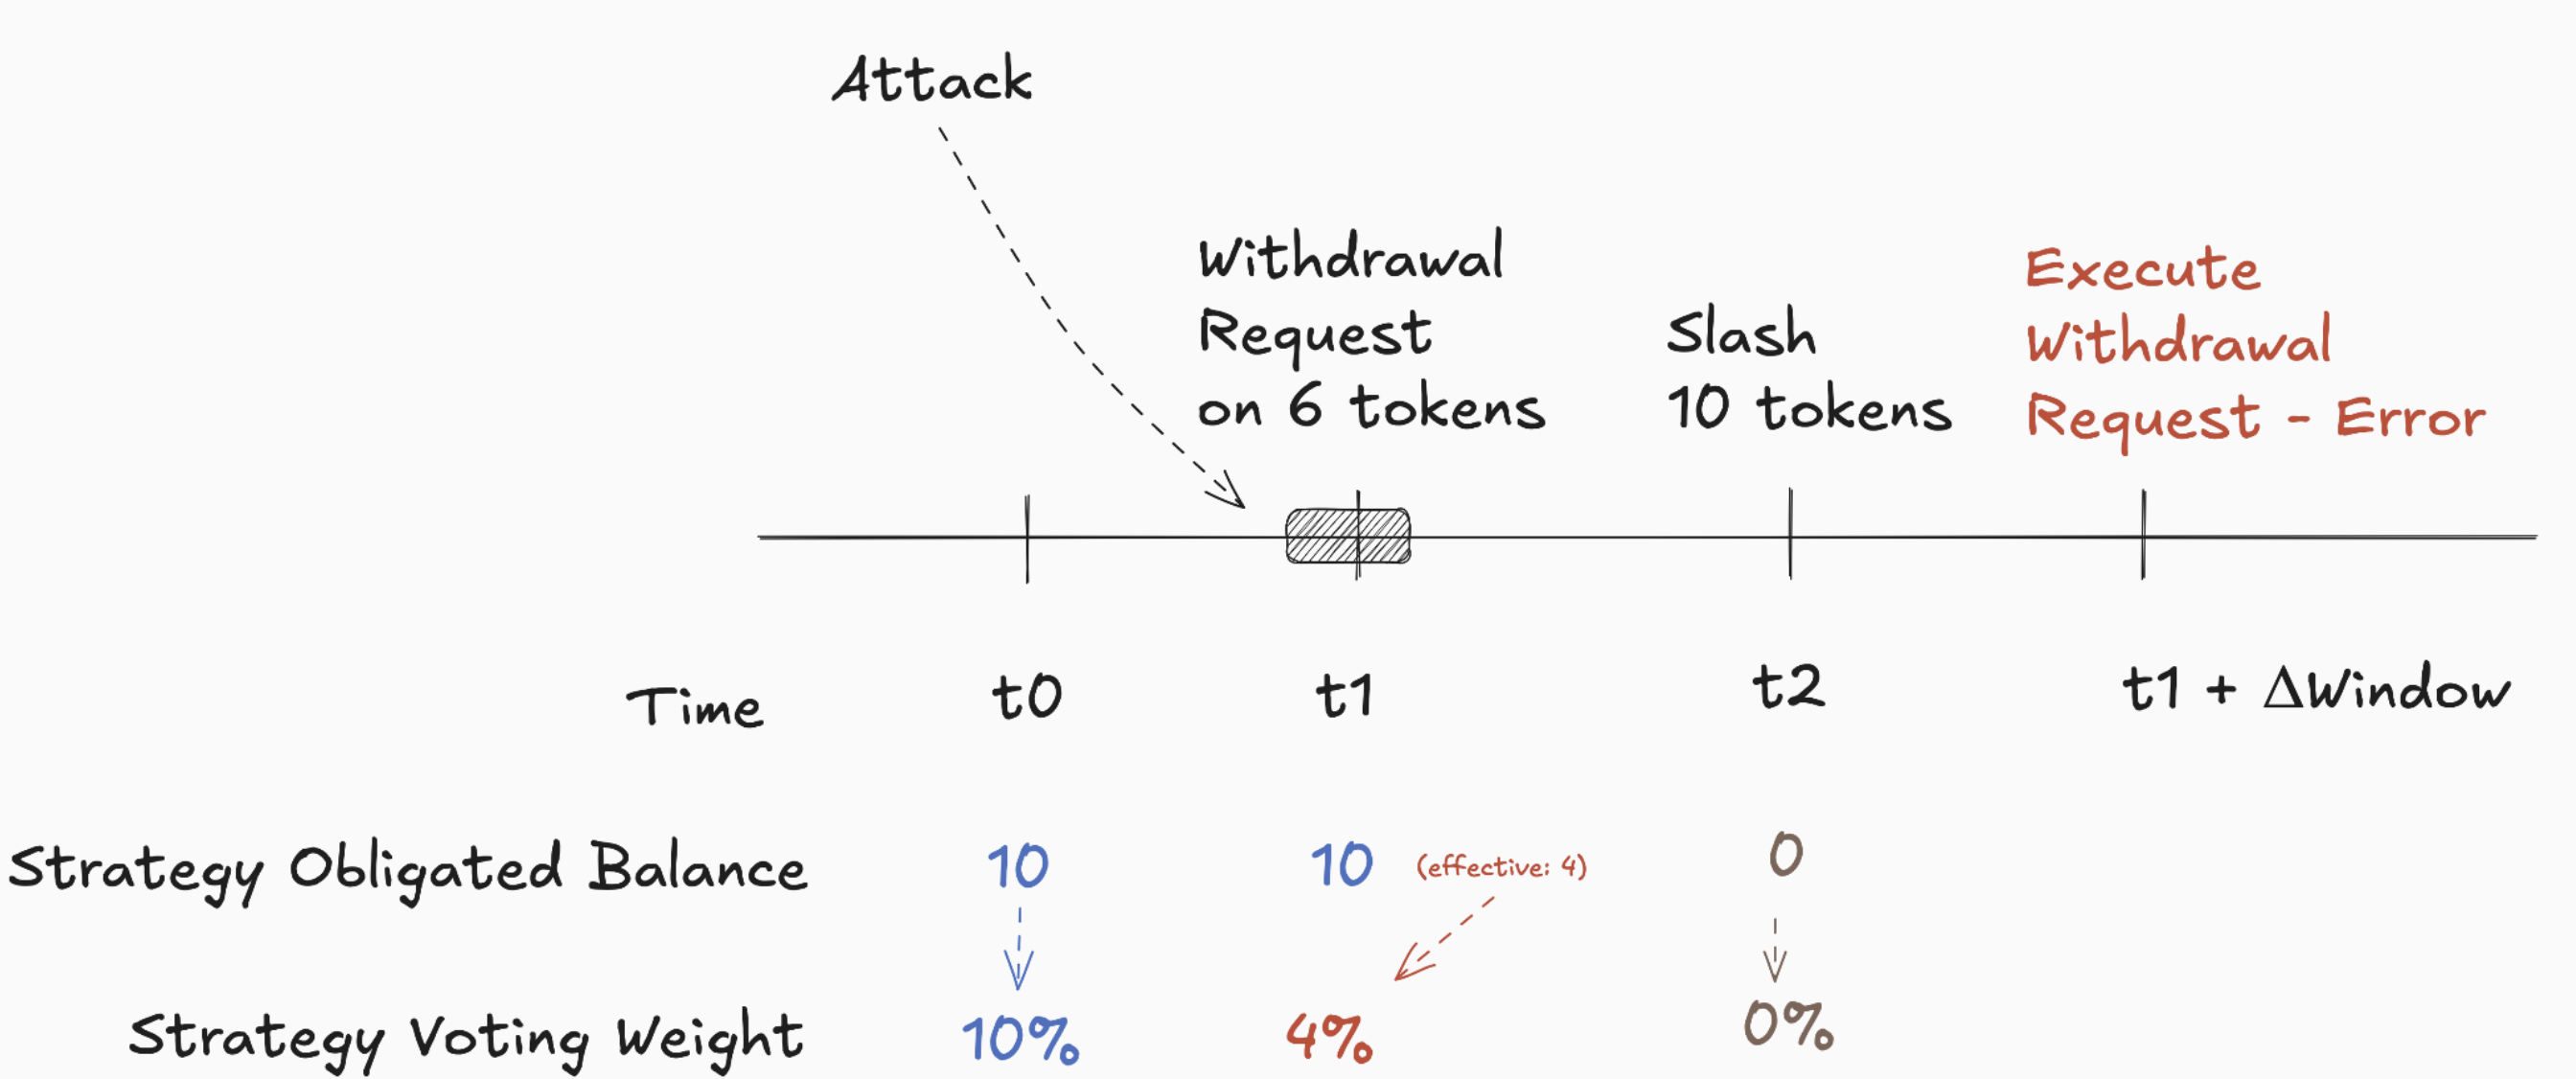 Attack
Withdrawal
Request
on 6 tokens
Slash
10 tokens
Execute
Withdrawal
Request - Error
Time t0 t1 t2 t1 + ΔWindow
Strategy Obligated Balance 10 10 (effective: 4) 0
Strategy Voting Weight 10% 4% 0%